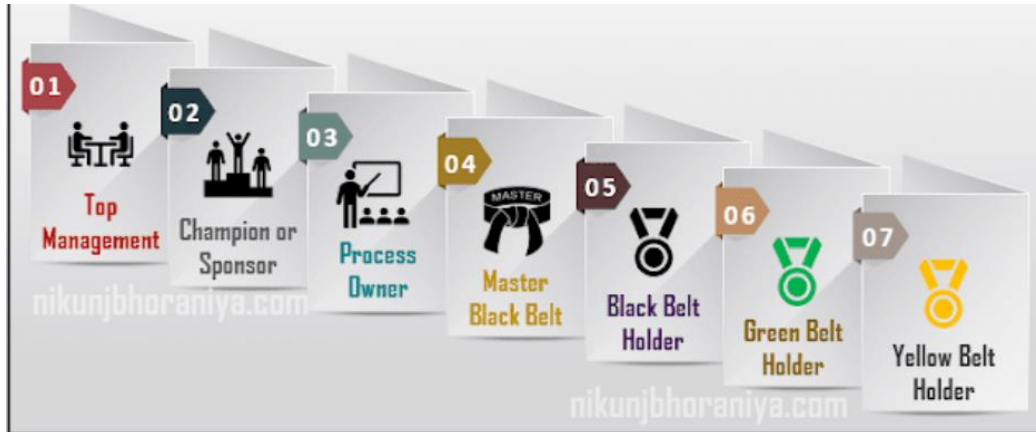 01
Top
Management
02
Champion or
Sponsor
03
Process
Owner
04
MASTER
Master
Black Belt
05
Black Belt
Holder
06
Green Belt
Holder
07
Yellow Belt
Holder
nikunjbhoraniya.com
nikunjbhoraniya.com